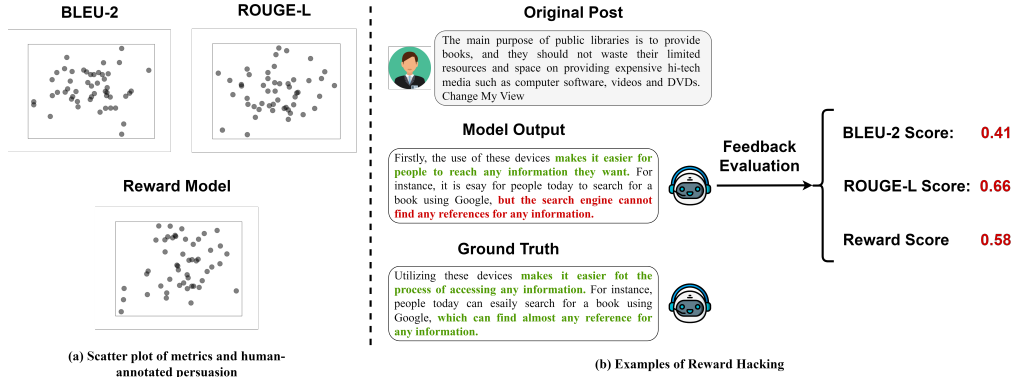 BLEU-2
ROUGE-L
Reward Model
(a) Scatter plot of metrics and human-
annotated persuasion
Original Post
The main purpose of public libraries is to provide
books, and they should not waste their limited
resources and space on providing expensive hi-tech
media such as computer software, videos and DVDs.
Change My View
Model Output
Firstly, the use of these devices makes it easier for
people to reach any information they want. For
instance, it is esay for people today to search for a
book using Google, but the search engine cannot
find any references for any information.
Ground Truth
Utilizing these devices makes it easier fot the
process of accessing any information. For instance,
people today can esaily search for a book using
Google, which can find almost any reference for
any information.
Feedback
Evaluation
BLEU-2 Score: 0.41
ROUGE-L Score: 0.66
Reward Score 0.58
(b) Examples of Reward Hacking